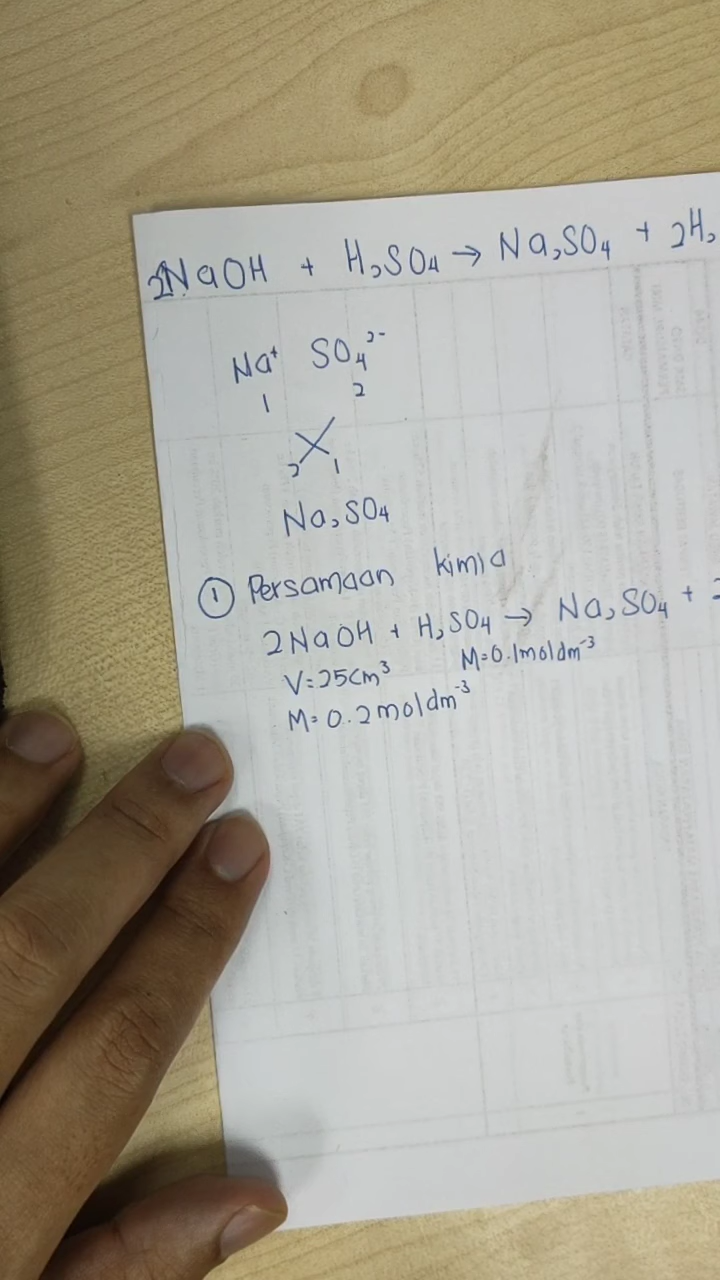 2NaOH + H₂SO₄ → Na₂SO₄ + 2H₂
Na⁺ SO₄²⁻
1 2
2 1
Na₂SO₄
① Persamaan kimia
2NaOH + H₂SO₄ → Na₂SO₄ + 2
V=25cm³ M=0.1moldm⁻³
M=0.2moldm⁻³